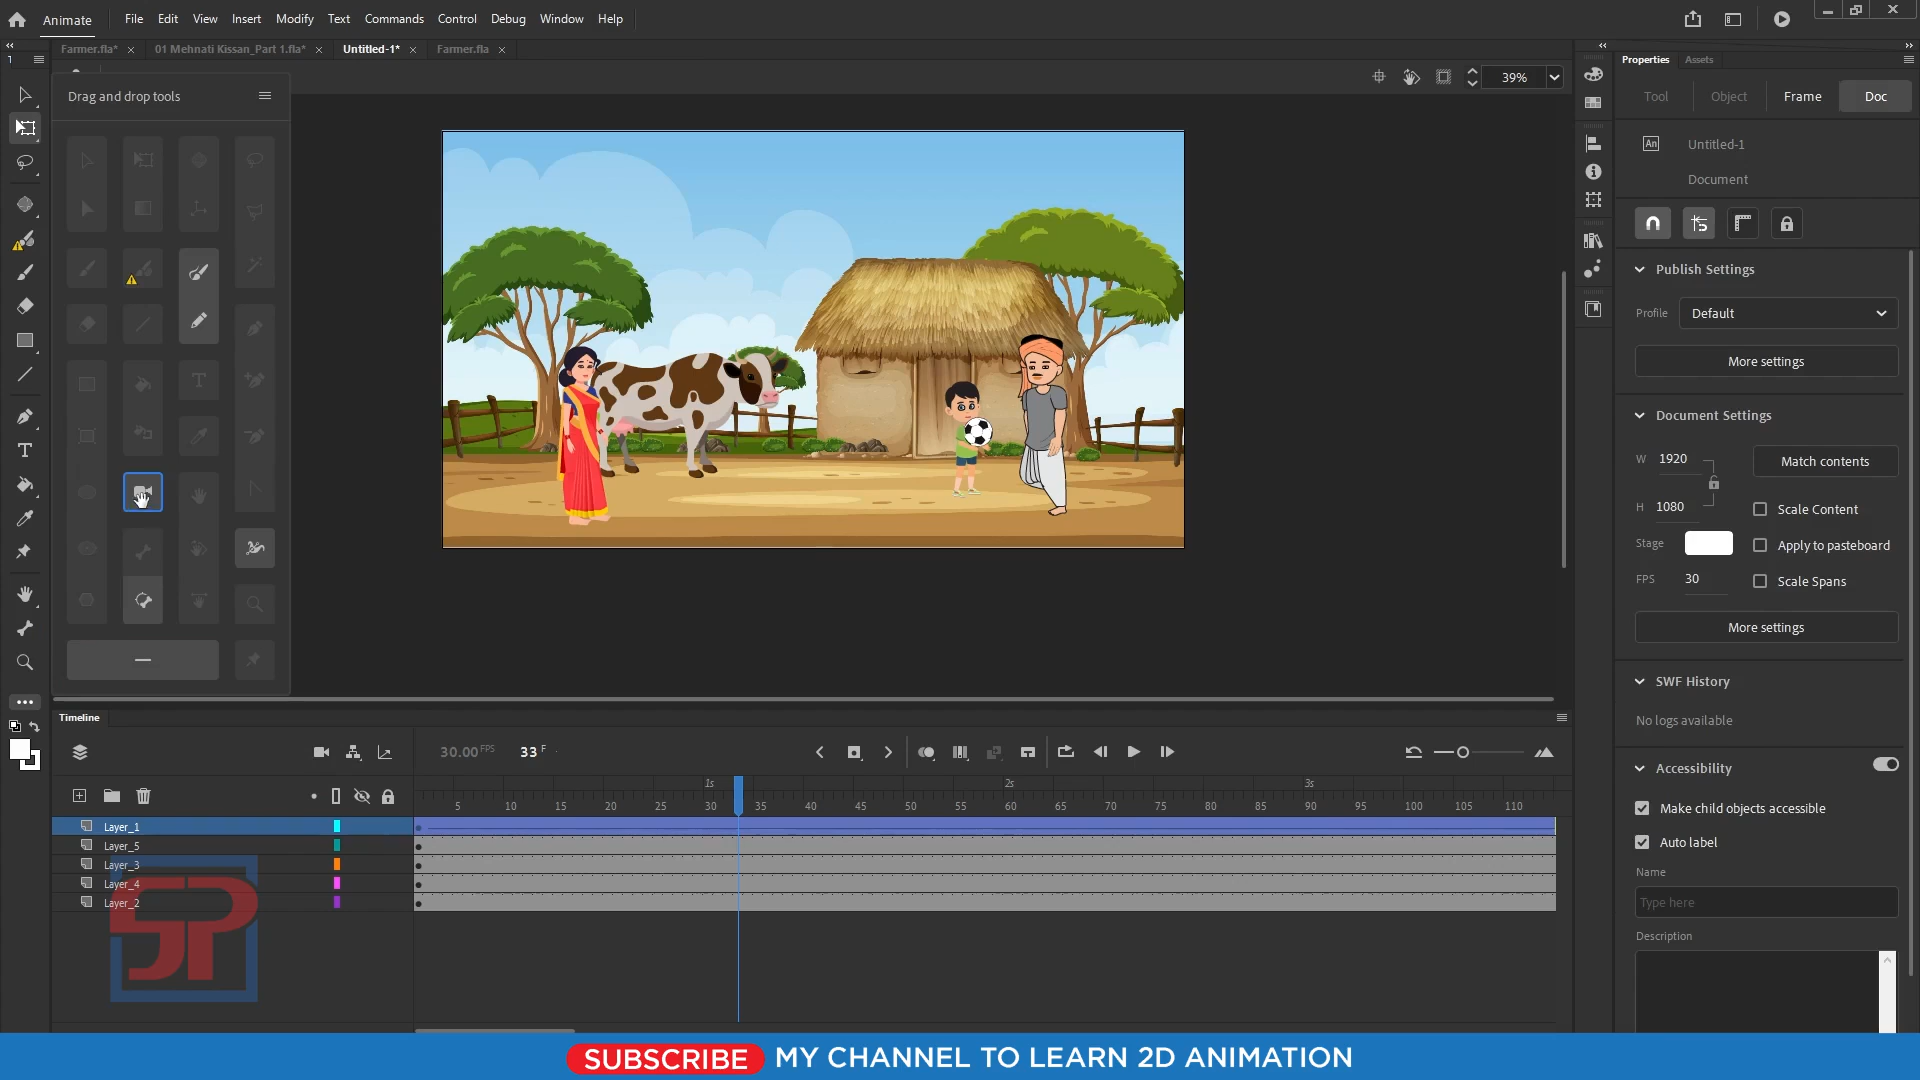 Animate File Edit View Insert Modify Text Commands Control Debug Window Help
Farmer.fla* × 01 Mehnati Kissan_Part 1.fla* × Untitled-1* × Farmer.fla ×
Properties Assets
39%
Drag and drop tools
Tool Object Frame Doc
An Untitled-1
Document
Publish Settings
Profile Default
More settings
Document Settings
W 1920 Match contents
H 1080 Scale Content
Stage Apply to pasteboard
FPS 30 Scale Spans
More settings
SWF History
No logs available
Accessibility
Make child objects accessible
Auto label
Name
Type here
Description
Timeline
30.00 FPS 33 F
1s 2s 3s
5 10 15 20 25 30 35 40 45 50 55 60 65 70 75 80 85 90 95 100 105 110
Layer_1
Layer_5
Layer_3
Layer_4
Layer_2
SP
SUBSCRIBE MY CHANNEL TO LEARN 2D ANIMATION